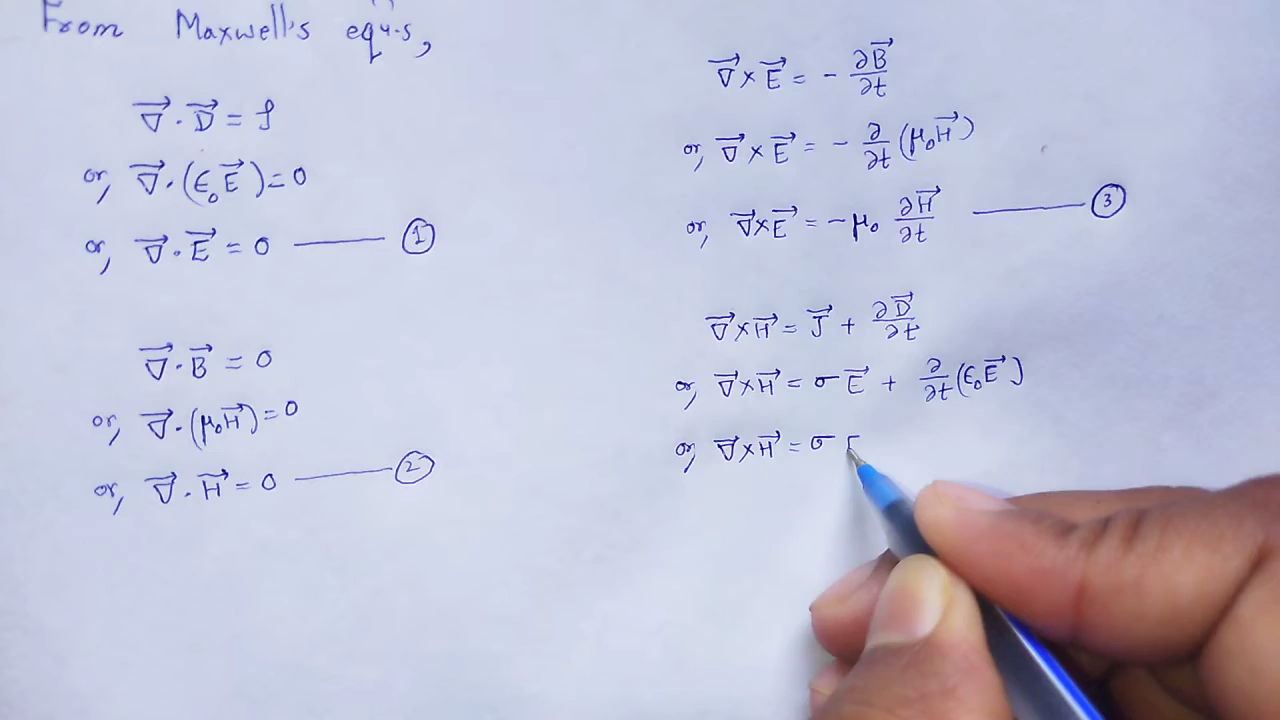 From Maxwell's equ.s,
∇⃗ · D⃗ = ρ
or, ∇⃗ · (ϵ₀E⃗) = 0
or, ∇⃗ · E⃗ = 0 —— ①
∇⃗ · B⃗ = 0
or, ∇⃗ · (μ₀H⃗) = 0
or, ∇⃗ · H⃗ = 0 —— ②
∇⃗ × E⃗ = - ∂B⃗/∂t
or, ∇⃗ × E⃗ = - ∂/∂t (μ₀H⃗)
or, ∇⃗ × E⃗ = - μ₀ ∂H⃗/∂t —— ③
∇⃗ × H⃗ = J⃗ + ∂D⃗/∂t
or, ∇⃗ × H⃗ = σ E⃗ + ∂/∂t (ϵ₀E⃗)
or, ∇⃗ × H⃗ = σ